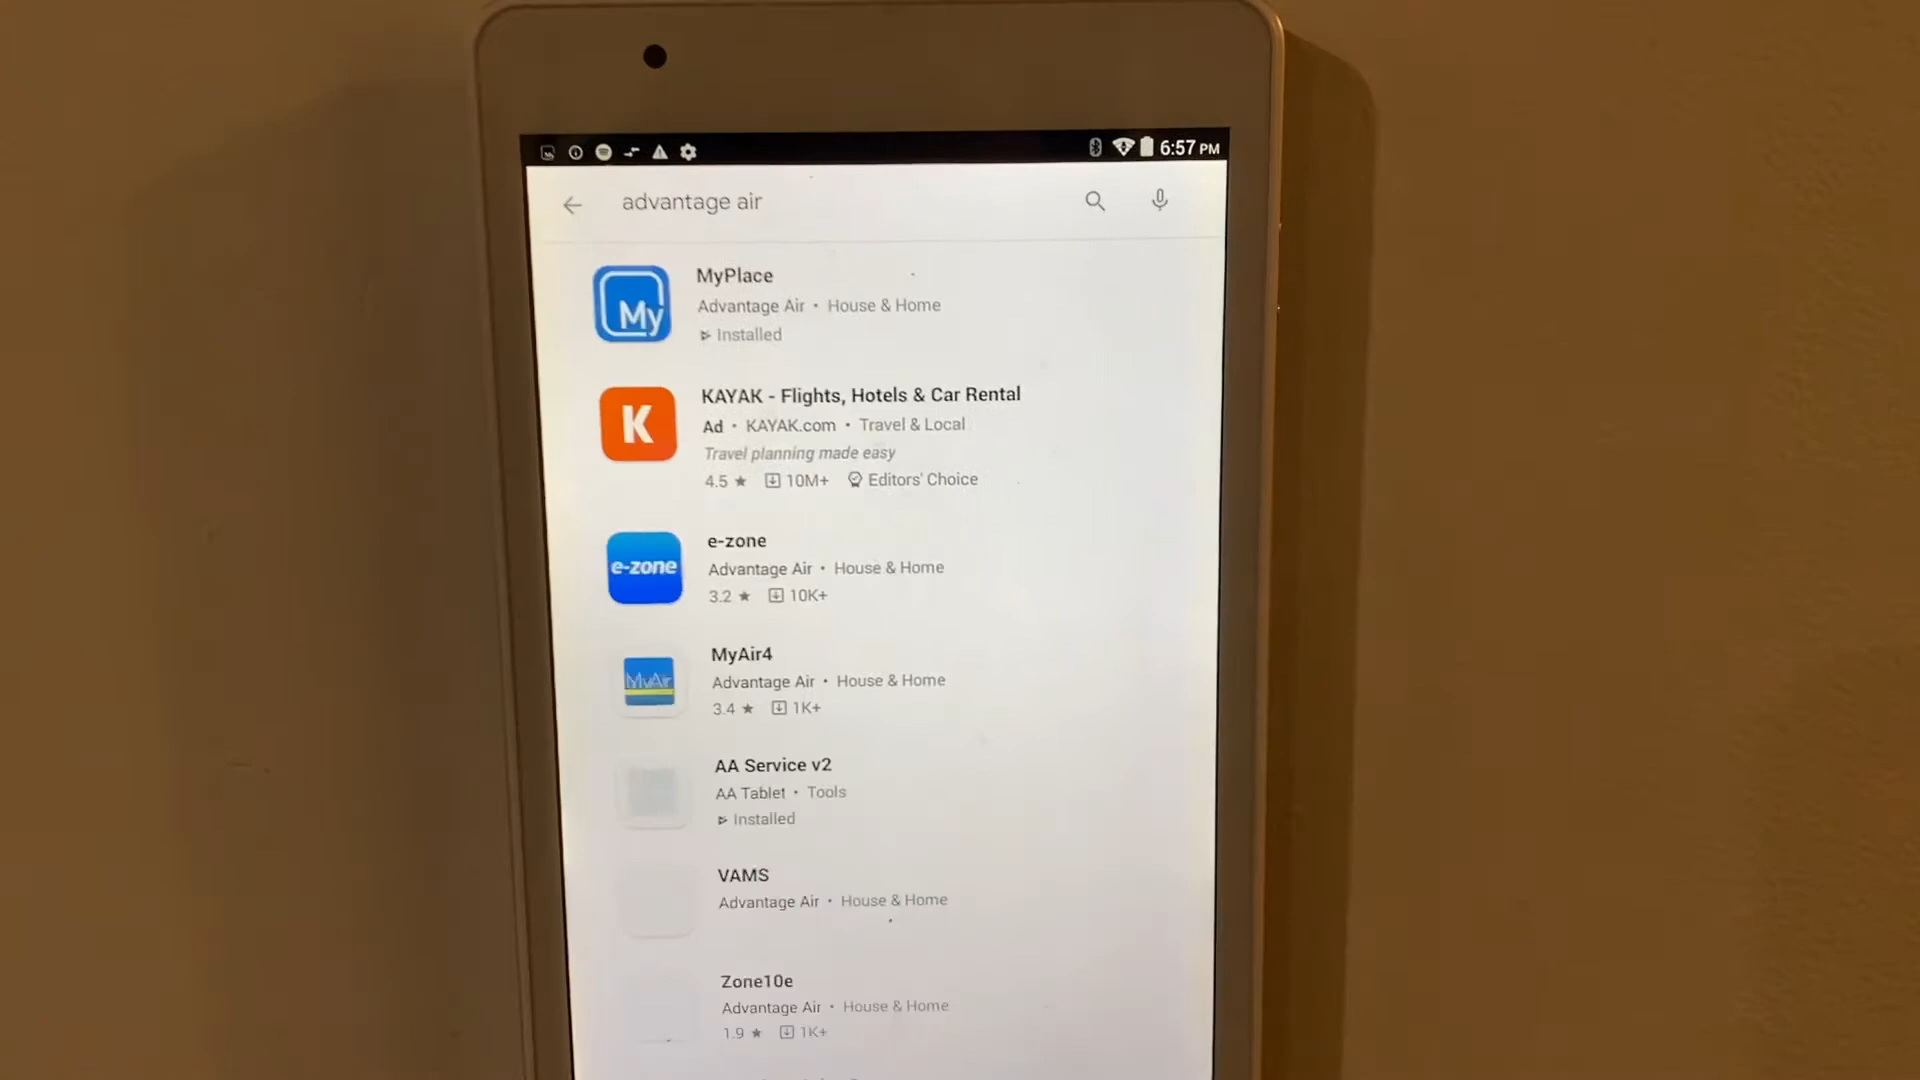 6:57 PM
advantage air
My
MyPlace
Advantage Air • House & Home
Installed
K
KAYAK - Flights, Hotels & Car Rental
Ad • KAYAK.com • Travel & Local
Travel planning made easy
4.5 ★ 10M+ Editors' Choice
e-zone
e-zone
Advantage Air • House & Home
3.2 ★ 10K+
MyAir
MyAir4
Advantage Air • House & Home
3.4 ★ 1K+
AA Service v2
AA Tablet • Tools
Installed
VAMS
Advantage Air • House & Home
Zone10e
Advantage Air • House & Home
1.9 ★ 1K+